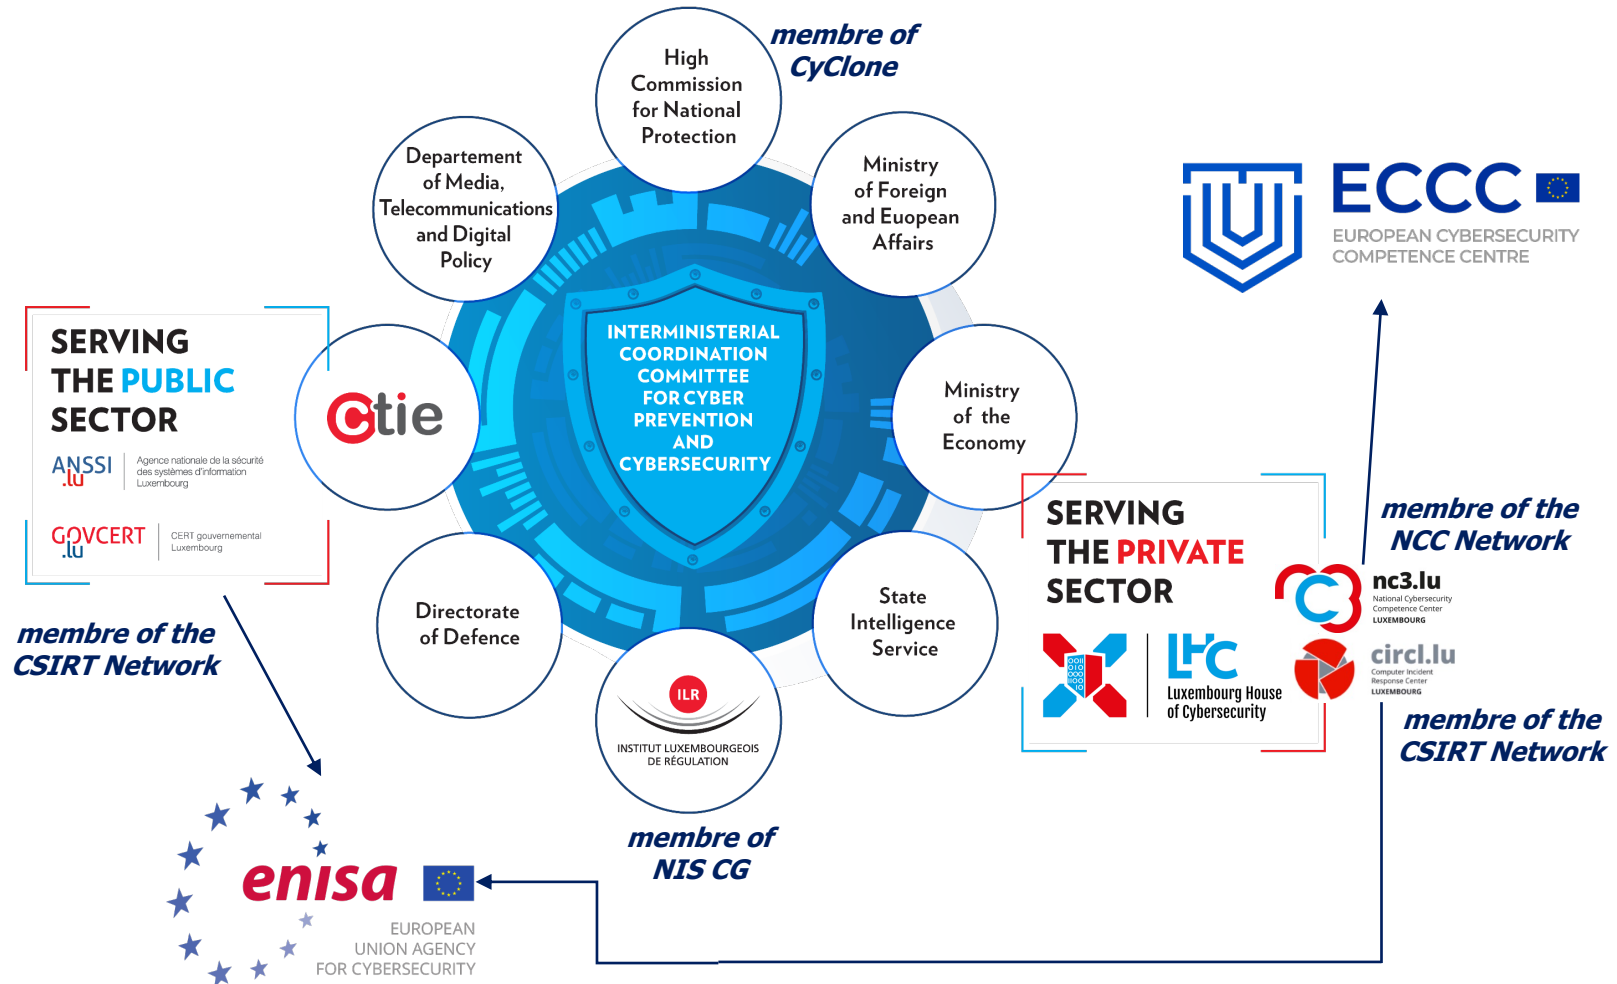 membre of
CyClone
High
Commission
for National
Protection
Departement
of Media,
Telecommunications
and Digital
Policy
Ministry
of Foreign
and Euopean
Affairs
ECCC
EUROPEAN CYBERSECURITY
COMPETENCE CENTRE
INTERMINISTERIAL
COORDINATION
COMMITTEE
FOR CYBER
PREVENTION
AND
CYBERSECURITY
SERVING
THE PUBLIC
SECTOR
ANSSI
.lu
Agence nationale de la sécurité
des systèmes d'information
Luxembourg
GOVCERT
.lu
CERT gouvernemental
Luxembourg
ctie
Ministry
of the
Economy
membre of the
CSIRT Network
Directorate
of Defence
State
Intelligence
Service
ILR
INSTITUT LUXEMBOURGEOIS
DE RÉGULATION
membre of
NIS CG
SERVING
THE PRIVATE
SECTOR
LHC
Luxembourg House
of Cybersecurity
membre of the
NCC Network
nc3.lu
National Cybersecurity
Competence Center
LUXEMBOURG
circl.lu
Computer Incident
Response Center
LUXEMBOURG
membre of the
CSIRT Network
enisa
EUROPEAN
UNION AGENCY
FOR CYBERSECURITY